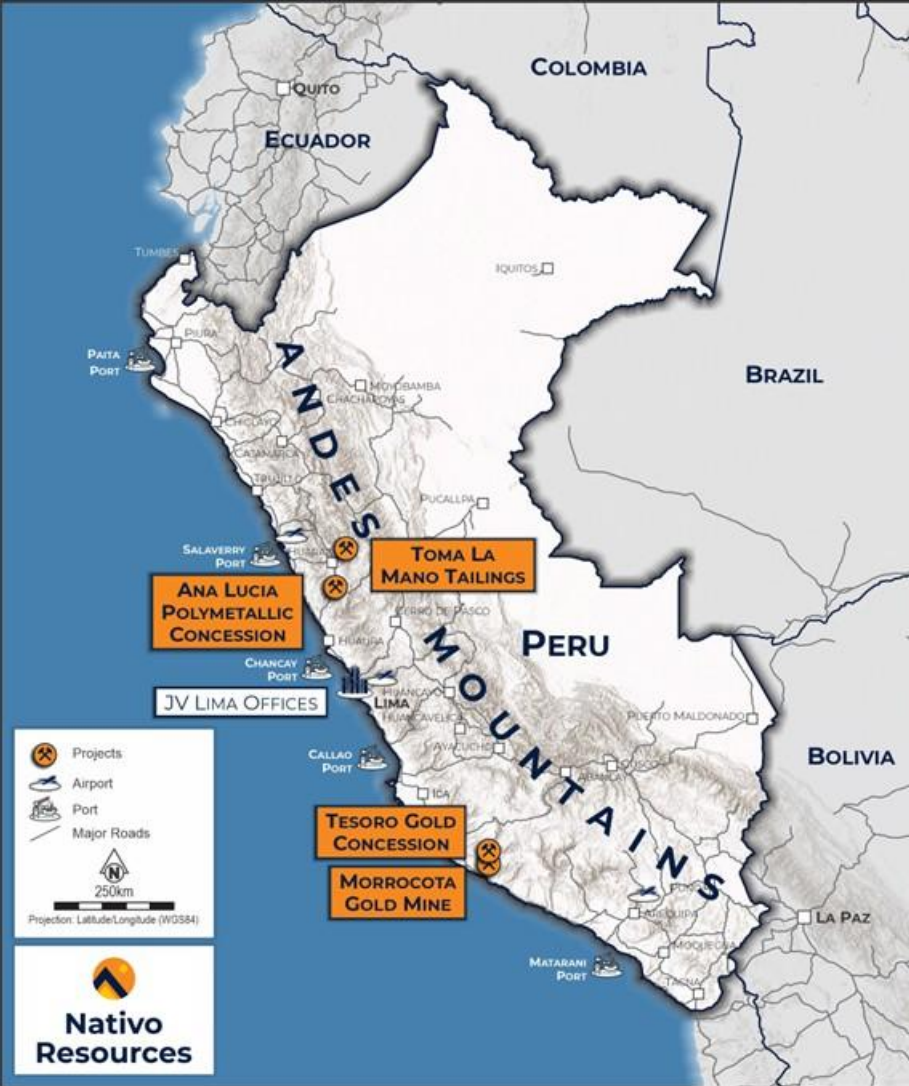 COLOMBIA
QUITO
ECUADOR
TUMBES
IQUITOS
PIURA
PAITA
PORT
BRAZIL
ANDES
MOYOBAMBA
CHACHAPOYAS
CHICLAYO
CAJAMARCA
TRUJILLO
PUCALLPA
SALAVERRY
PORT
HUARAZ
TOMA LA
MANO TAILINGS
ANA LUCIA
POLYMETALLIC
CONCESSION
CERRO DE PASCO
HUAURA
PERU
MOUNTAINS
CHANCAY
PORT
JV LIMA OFFICES
LIMA
HUANCAYO
HUANCAVELICA
PUERTO MALDONADO
AYACUCHO
CUSCO
ABANCAY
BOLIVIA
CALLAO
PORT
ICA
TESORO GOLD
CONCESSION
MORROCOTA
GOLD MINE
PUNO
AREQUIPA
LA PAZ
MOQUEGUA
MATARANI
PORT
TACNA
Projects
Airport
Port
Major Roads
N
250km
Projection: Latitude/Longitude (WGS84)
Nativo
Resources